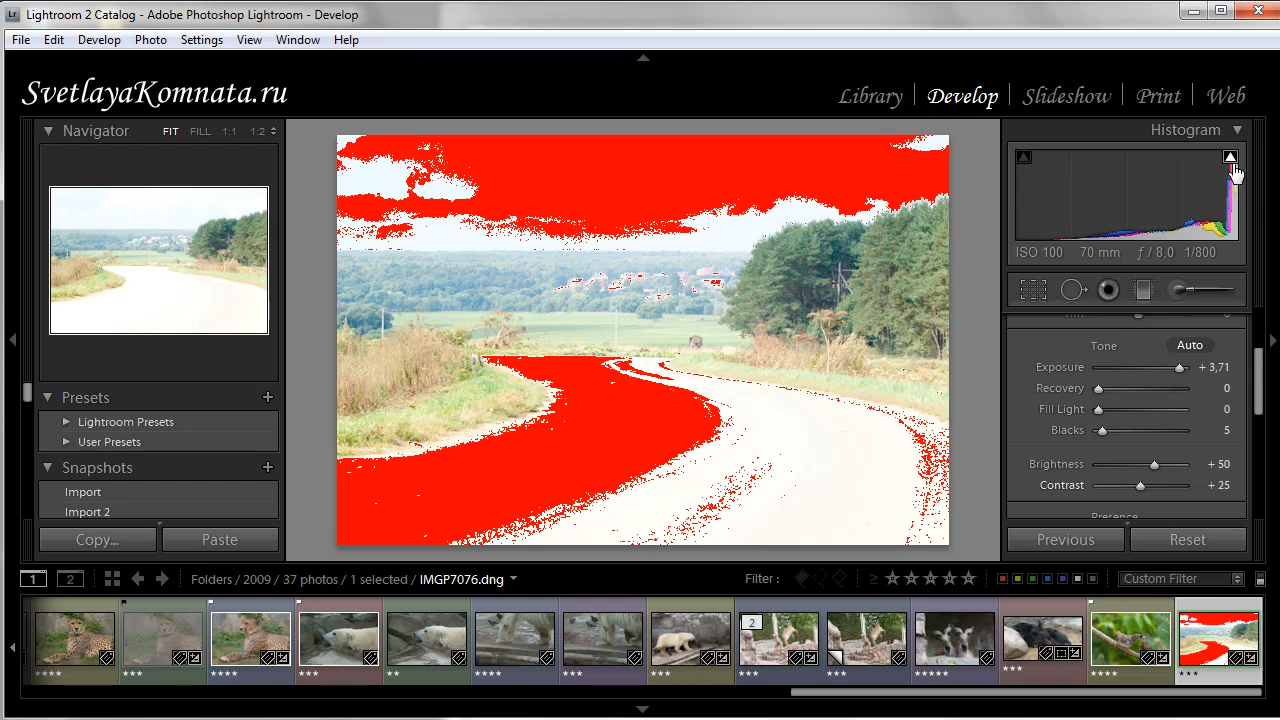 Lr Lightroom 2 Catalog - Adobe Photoshop Lightroom - Develop
File Edit Develop Photo Settings View Window Help
SvetlayaKomnata.ru
Library | Develop | Slideshow | Print | Web
Navigator FIT FILL 1:1 1:2
Histogram
ISO 100 70 mm ƒ / 8,0 1/800
Tint 0
Tone Auto
Exposure + 3,71
Recovery 0
Fill Light 0
Blacks 5
Brightness + 50
Contrast + 25
Presence
Presets +
Lightroom Presets
User Presets
Snapshots +
Import
Import 2
Copy... Paste
Previous Reset
1 2 Folders / 2009 / 37 photos / 1 selected / IMGP7076.dng
Filter : ≥ ★★★★★ Custom Filter
2